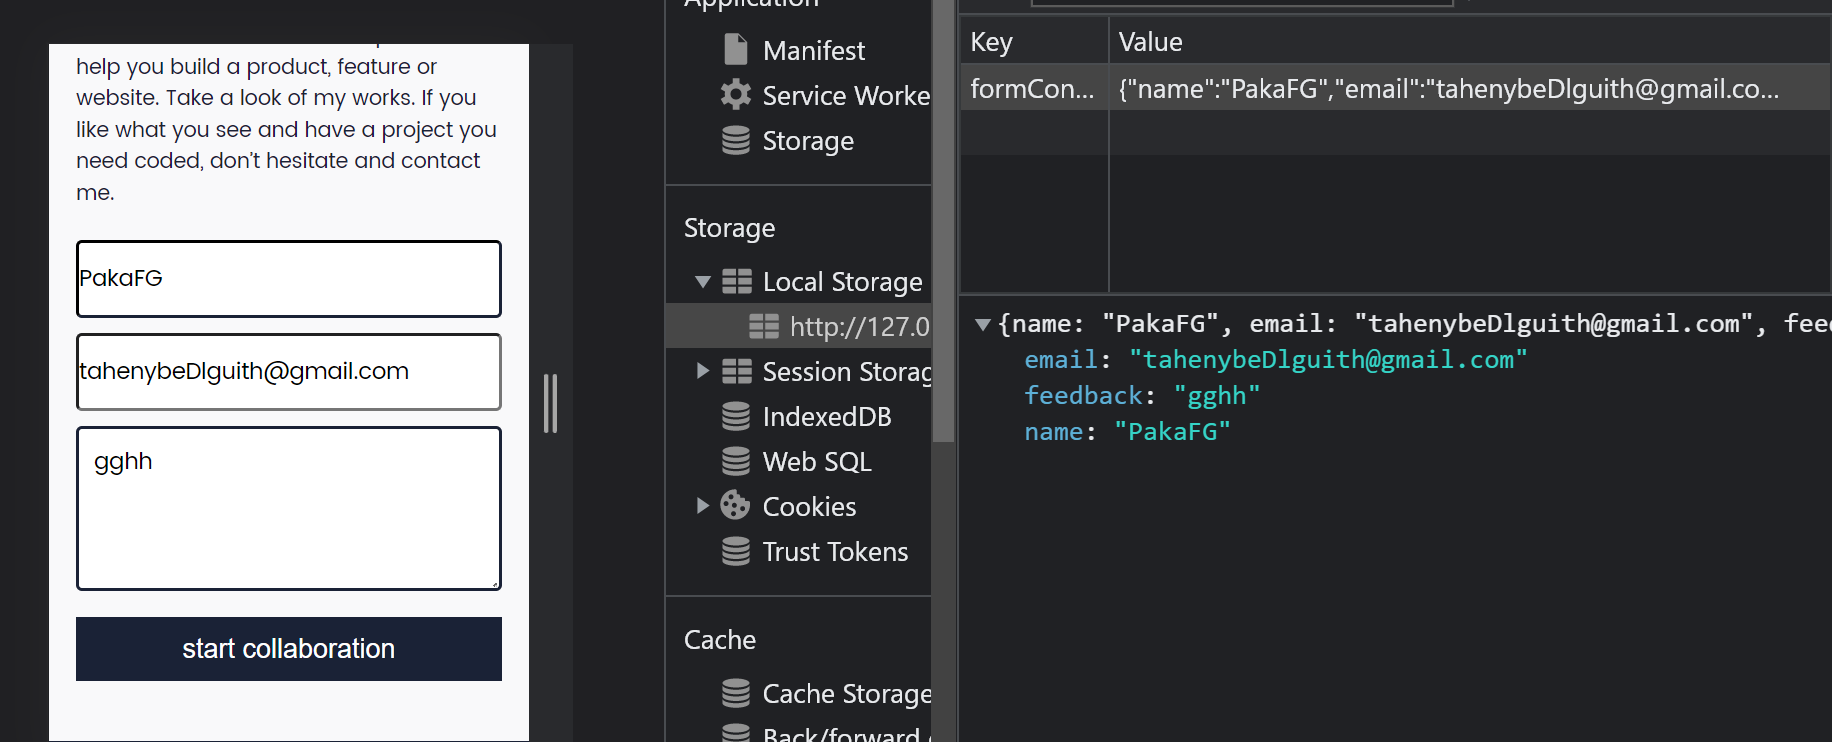 help you build a product, feature or
website. Take a look of my works. If you
like what you see and have a project you
need coded, don't hesitate and contact
me.
PakaFG
tahenybeDlguith@gmail.com
gghh
start collaboration
Application
Manifest
Service Worke
Storage
Storage
Local Storage
http://127.0
Session Storag
IndexedDB
Web SQL
Cookies
Trust Tokens
Cache
Cache Storage
Back/forward
Key Value
formCon... {"name":"PakaFG","email":"tahenybeDlguith@gmail.co...
{name: "PakaFG", email: "tahenybeDlguith@gmail.com", feed
email: "tahenybeDlguith@gmail.com"
feedback: "gghh"
name: "PakaFG"